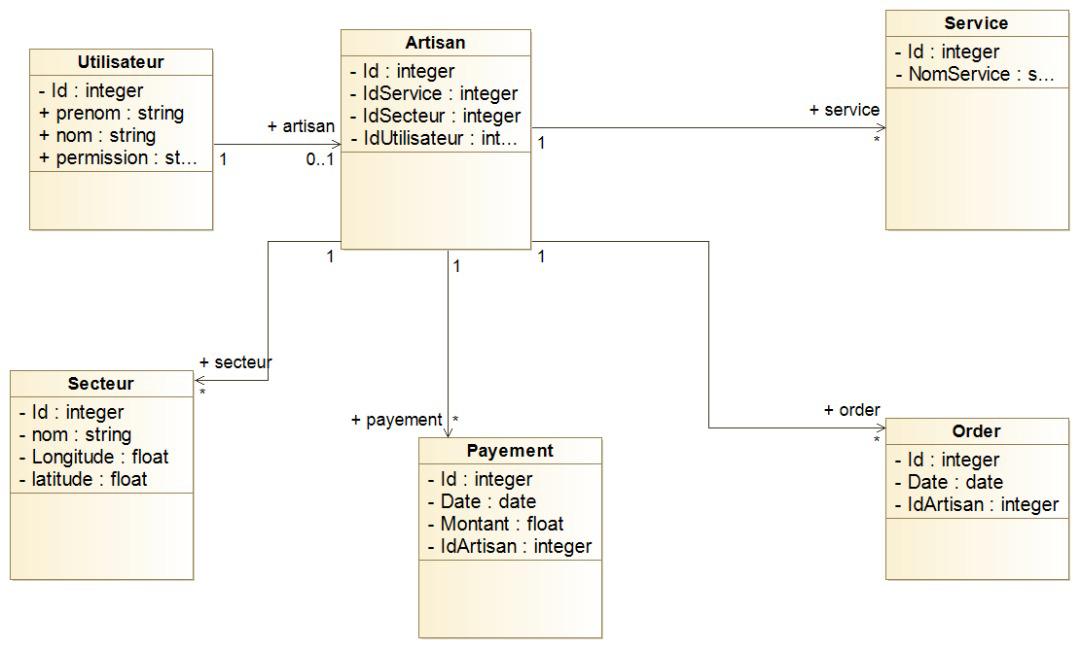 Utilisateur
- Id : integer
+ prenom : string
+ nom : string
+ permission : st...
+ artisan
1
0..1
Artisan
- Id : integer
- IdService : integer
- IdSecteur : integer
- IdUtilisateur : int...
+ service
1
*
Service
- Id : integer
- NomService : s...
1
1
1
+ secteur
*
Secteur
- Id : integer
- nom : string
- Longitude : float
- latitude : float
+ payement
*
Payement
- Id : integer
- Date : date
- Montant : float
- IdArtisan : integer
+ order
*
Order
- Id : integer
- Date : date
- IdArtisan : integer